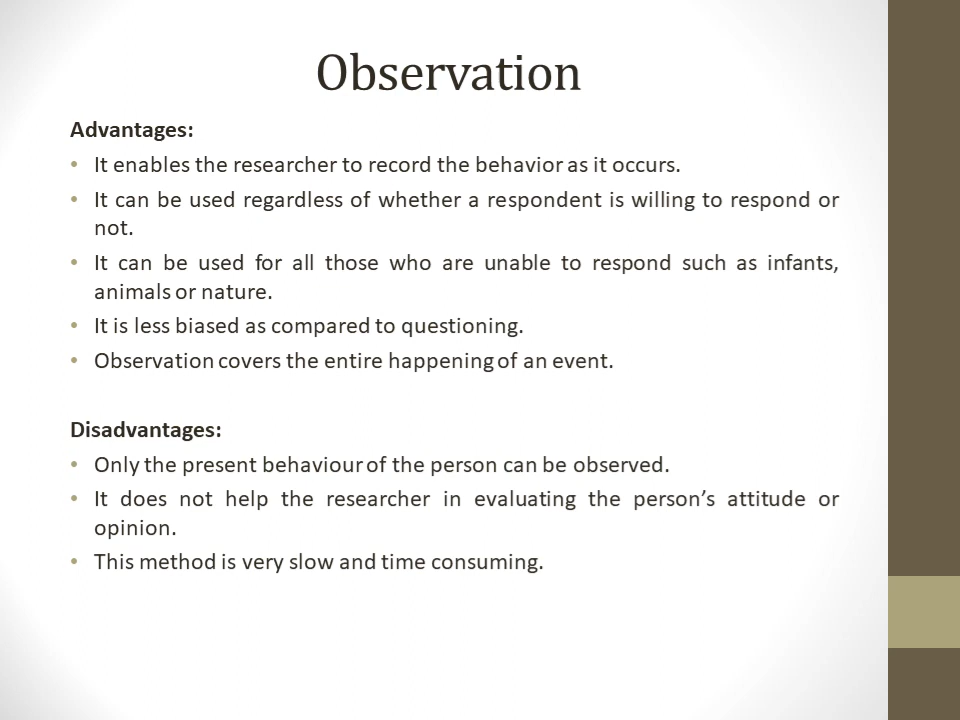 Observation
Advantages:
• It enables the researcher to record the behavior as it occurs.
• It can be used regardless of whether a respondent is willing to respond or
not.
• It can be used for all those who are unable to respond such as infants,
animals or nature.
• It is less biased as compared to questioning.
• Observation covers the entire happening of an event.
Disadvantages:
• Only the present behaviour of the person can be observed.
• It does not help the researcher in evaluating the person’s attitude or
opinion.
• This method is very slow and time consuming.